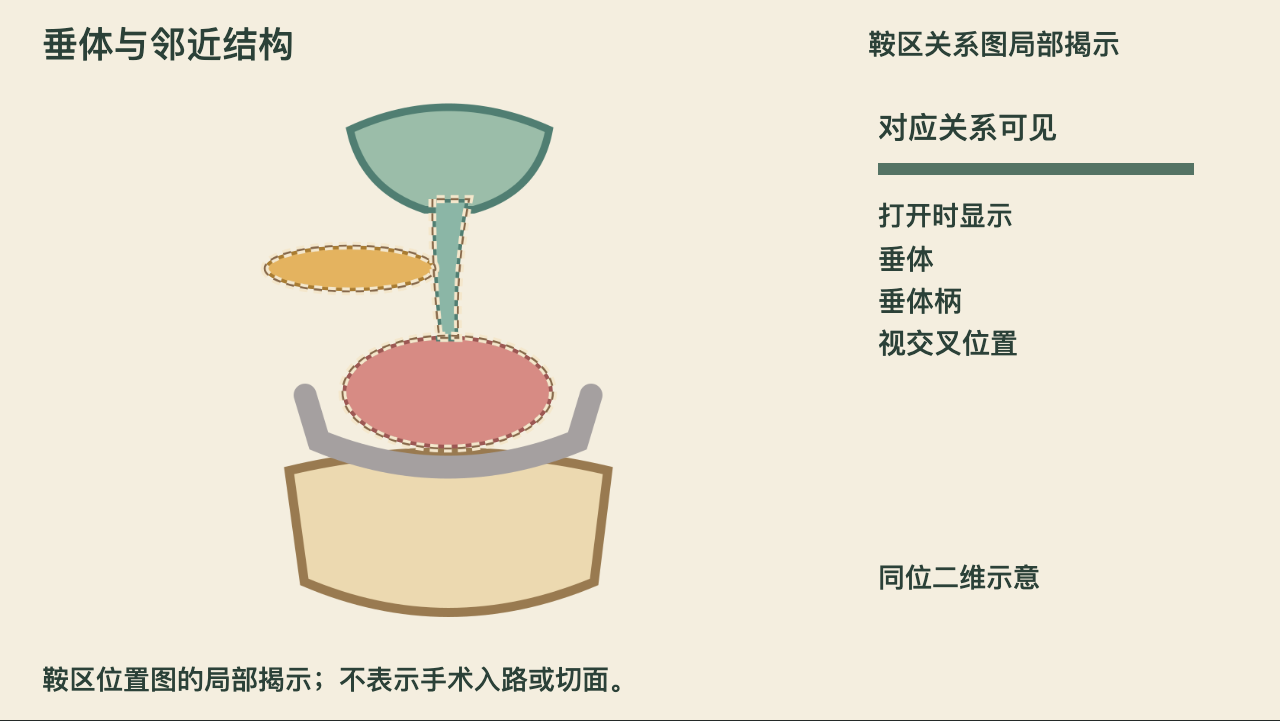 垂体与邻近结构
鞍区关系图局部揭示
对应关系可见
打开时显示
垂体
垂体柄
视交叉位置
同位二维示意
鞍区位置图的局部揭示；不表示手术入路或切面。